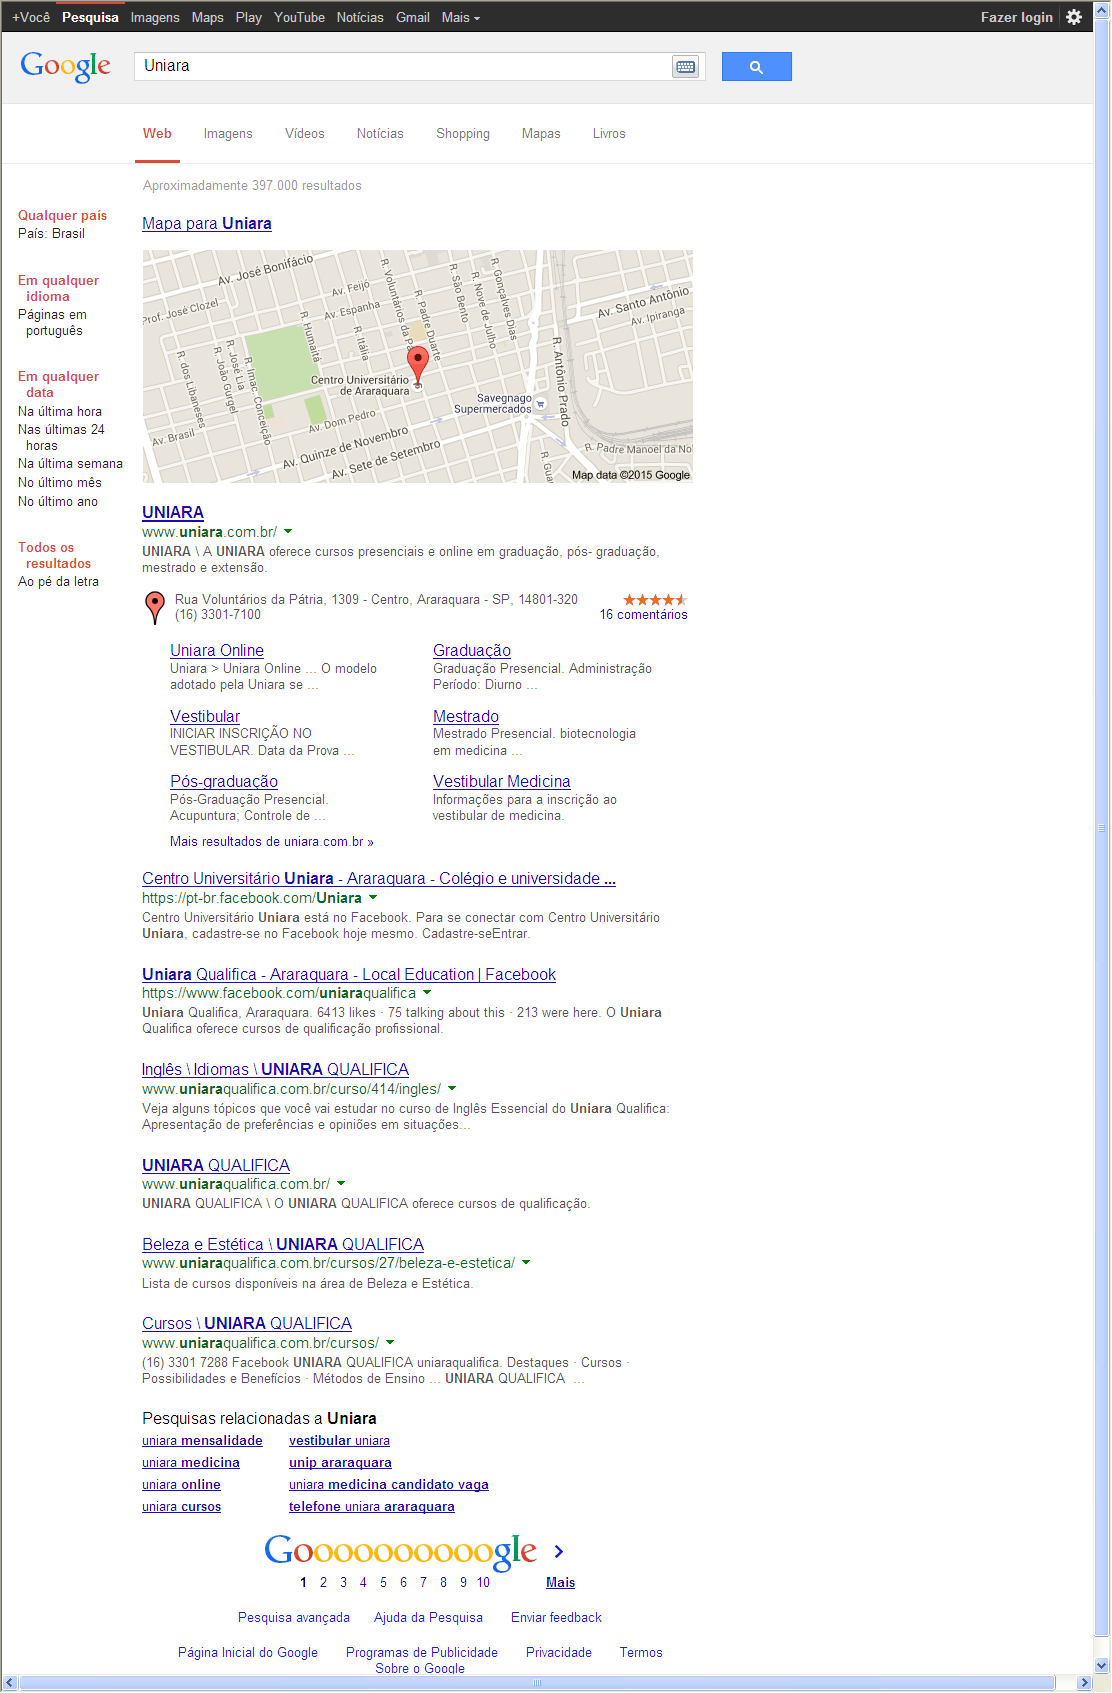 +Você Pesquisa Imagens Maps Play YouTube Notícias Gmail Mais Fazer login
Google Uniara
Web Imagens Vídeos Notícias Shopping Mapas Livros
Aproximadamente 397.000 resultados
Qualquer país
País: Brasil
Em qualquer
idioma
Páginas em
português
Em qualquer
data
Na última hora
Nas últimas 24
horas
Na última semana
No último mês
No último ano
Todos os
resultados
Ao pé da letra
Mapa para Uniara
Av. José Bonifácio
Av. Feijó
Prof. José Clozel
Av. Espanha
R. Voluntários da Pá
R. Padre Duarte
R. São Bento
R. Nove de Julho
R. Gonçalves Dias
Av. Santo Antônio
Av. Ipiranga
R. Humaitá
R. Itália
R. dos Libaneses
R. João Gurgel
R. José Lia
R. Imac. Conceição
Centro Universitário
de Araraquara
R. Antônio Prado
Savegnago
Supermercados
Av. Dom Pedro
Av. Brasil
Av. Quinze de Novembro
Av. Sete de Setembro
R. Padre Manoel da No
R. Gua
Map data ©2015 Google
UNIARA
www.uniara.com.br/
UNIARA \ A UNIARA oferece cursos presenciais e online em graduação, pós- graduação,
mestrado e extensão.
Rua Voluntários da Pátria, 1309 - Centro, Araraquara - SP, 14801-320
(16) 3301-7100 16 comentários
Uniara Online
Uniara > Uniara Online ... O modelo
adotado pela Uniara se ...
Graduação
Graduação Presencial. Administração
Período: Diurno ...
Vestibular
INICIAR INSCRIÇÃO NO
VESTIBULAR. Data da Prova ...
Mestrado
Mestrado Presencial. biotecnologia
em medicina ...
Pós-graduação
Pós-Graduação Presencial.
Acupuntura; Controle de ...
Vestibular Medicina
Informações para a inscrição ao
vestibular de medicina.
Mais resultados de uniara.com.br »
Centro Universitário Uniara - Araraquara - Colégio e universidade ...
https://pt-br.facebook.com/Uniara
Centro Universitário Uniara está no Facebook. Para se conectar com Centro Universitário
Uniara, cadastre-se no Facebook hoje mesmo. Cadastre-seEntrar.
Uniara Qualifica - Araraquara - Local Education | Facebook
https://www.facebook.com/uniaraqualifica
Uniara Qualifica, Araraquara. 6413 likes · 75 talking about this · 213 were here. O Uniara
Qualifica oferece cursos de qualificação profissional.
Inglês \ Idiomas \ UNIARA QUALIFICA
www.uniaraqualifica.com.br/curso/414/ingles/
Veja alguns tópicos que você vai estudar no curso de Inglês Essencial do Uniara Qualifica:
Apresentação de preferências e opiniões em situações...
UNIARA QUALIFICA
www.uniaraqualifica.com.br/
UNIARA QUALIFICA \ O UNIARA QUALIFICA oferece cursos de qualificação.
Beleza e Estética \ UNIARA QUALIFICA
www.uniaraqualifica.com.br/cursos/27/beleza-e-estetica/
Lista de cursos disponíveis na área de Beleza e Estética.
Cursos \ UNIARA QUALIFICA
www.uniaraqualifica.com.br/cursos/
(16) 3301 7288 Facebook UNIARA QUALIFICA uniaraqualifica. Destaques · Cursos ·
Possibilidades e Benefícios · Métodos de Ensino ... UNIARA QUALIFICA ...
Pesquisas relacionadas a Uniara
uniara mensalidade vestibular uniara
uniara medicina unip araraquara
uniara online uniara medicina candidato vaga
uniara cursos telefone uniara araraquara
Goooooooooogle
1 2 3 4 5 6 7 8 9 10 Mais
Pesquisa avançada Ajuda da Pesquisa Enviar feedback
Página Inicial do Google Programas de Publicidade Privacidade Termos
Sobre o Google